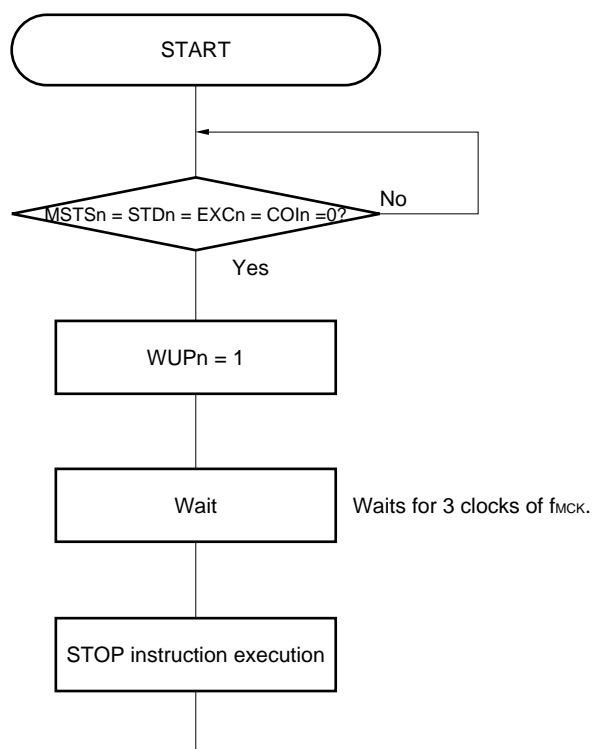 START
MSTSn = STDn = EXCn = COIn =0?
No
Yes
WUPn = 1
Wait
Waits for 3 clocks of fMCK.
STOP instruction execution